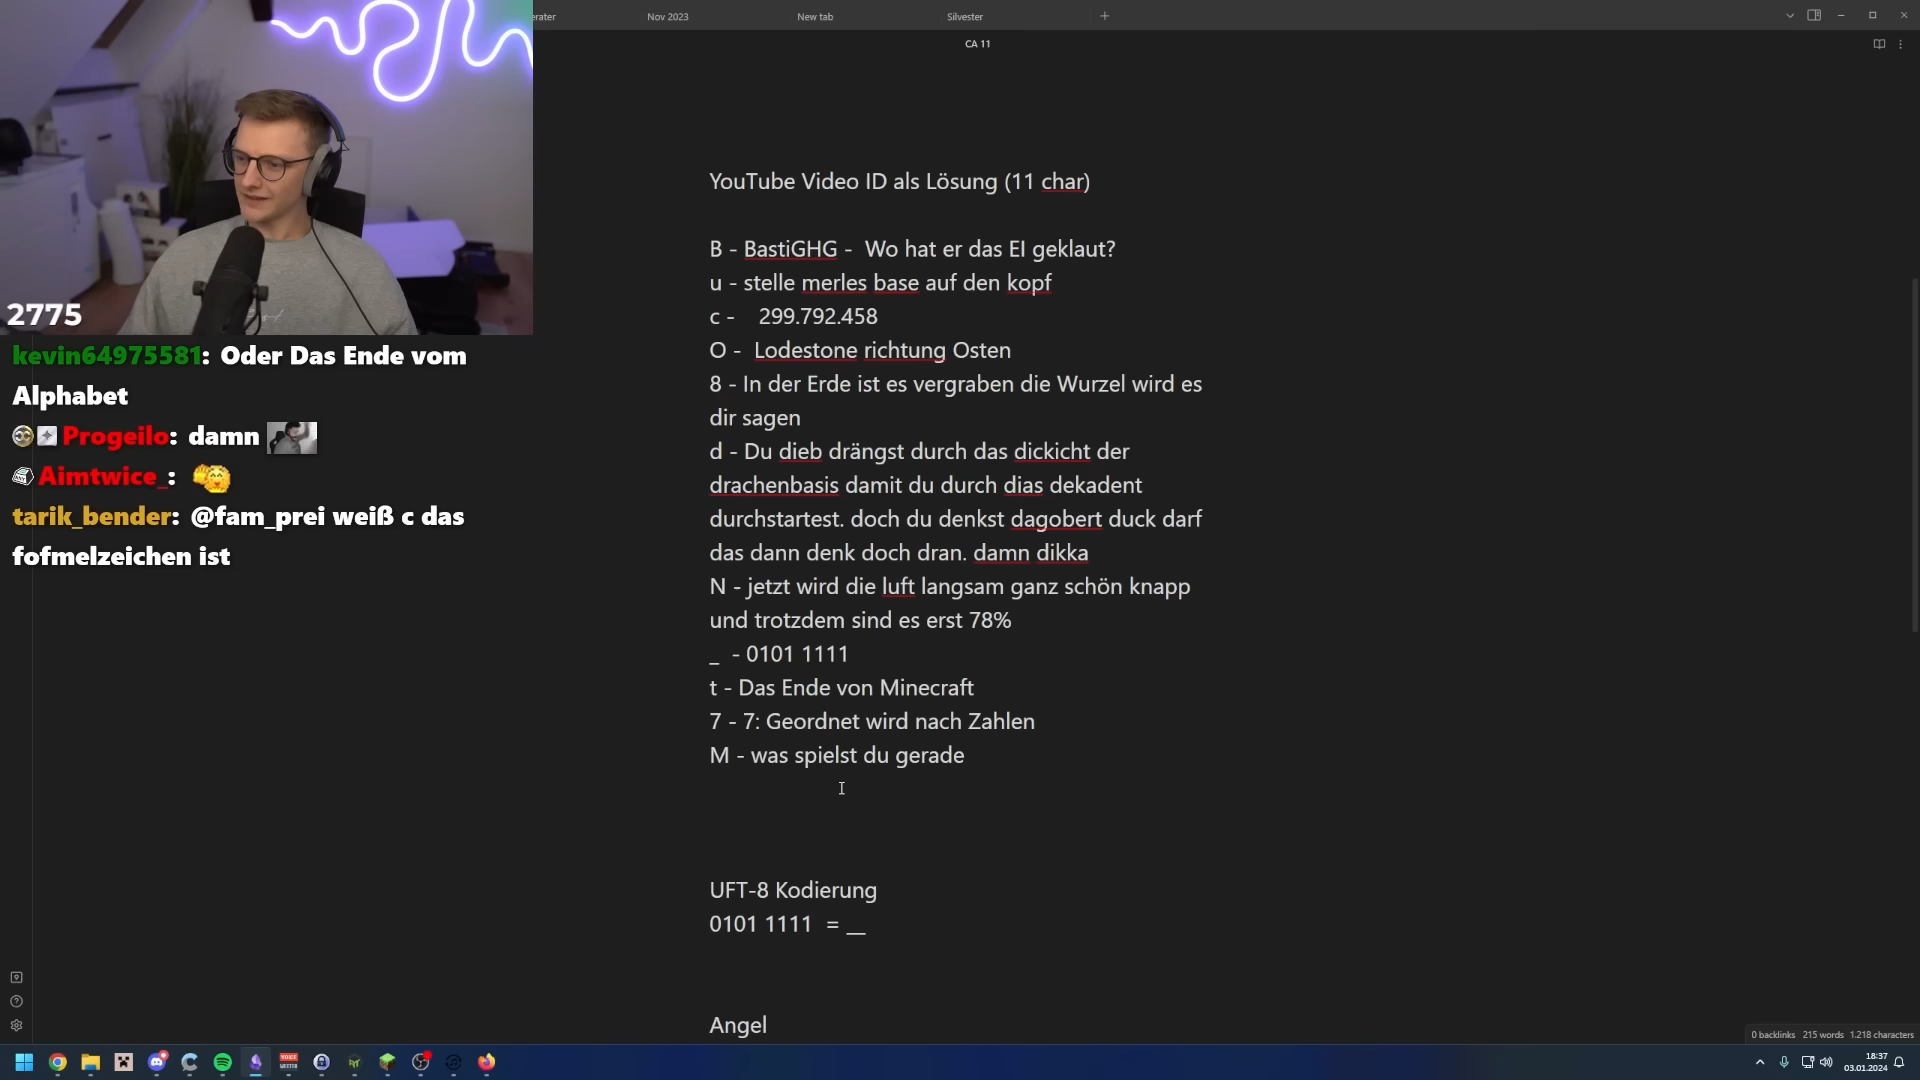 erater
Nov 2023
New tab
Silvester
CA 11
YouTube Video ID als Lösung (11 char)
B - BastiGHG - Wo hat er das EI geklaut?
u - stelle merles base auf den kopf
c - 299.792.458
O - Lodestone richtung Osten
8 - In der Erde ist es vergraben die Wurzel wird es
dir sagen
d - Du dieb drängst durch das dickicht der
drachenbasis damit du durch dias dekadent
durchstartest. doch du denkst dagobert duck darf
das dann denk doch dran. damn dikka
N - jetzt wird die luft langsam ganz schön knapp
und trotzdem sind es erst 78%
_ - 0101 1111
t - Das Ende von Minecraft
7 - 7: Geordnet wird nach Zahlen
M - was spielst du gerade
UFT-8 Kodierung
0101 1111 = __
Angel
2775
kevin64975581: Oder Das Ende vom
Alphabet
Progeilo: damn
Aimtwice_:
tarik_bender: @fam_prei weiß c das
fofmelzeichen ist
0 backlinks 215 words 1.218 characters
VOICE
MEETER
18:37
03.01.2024